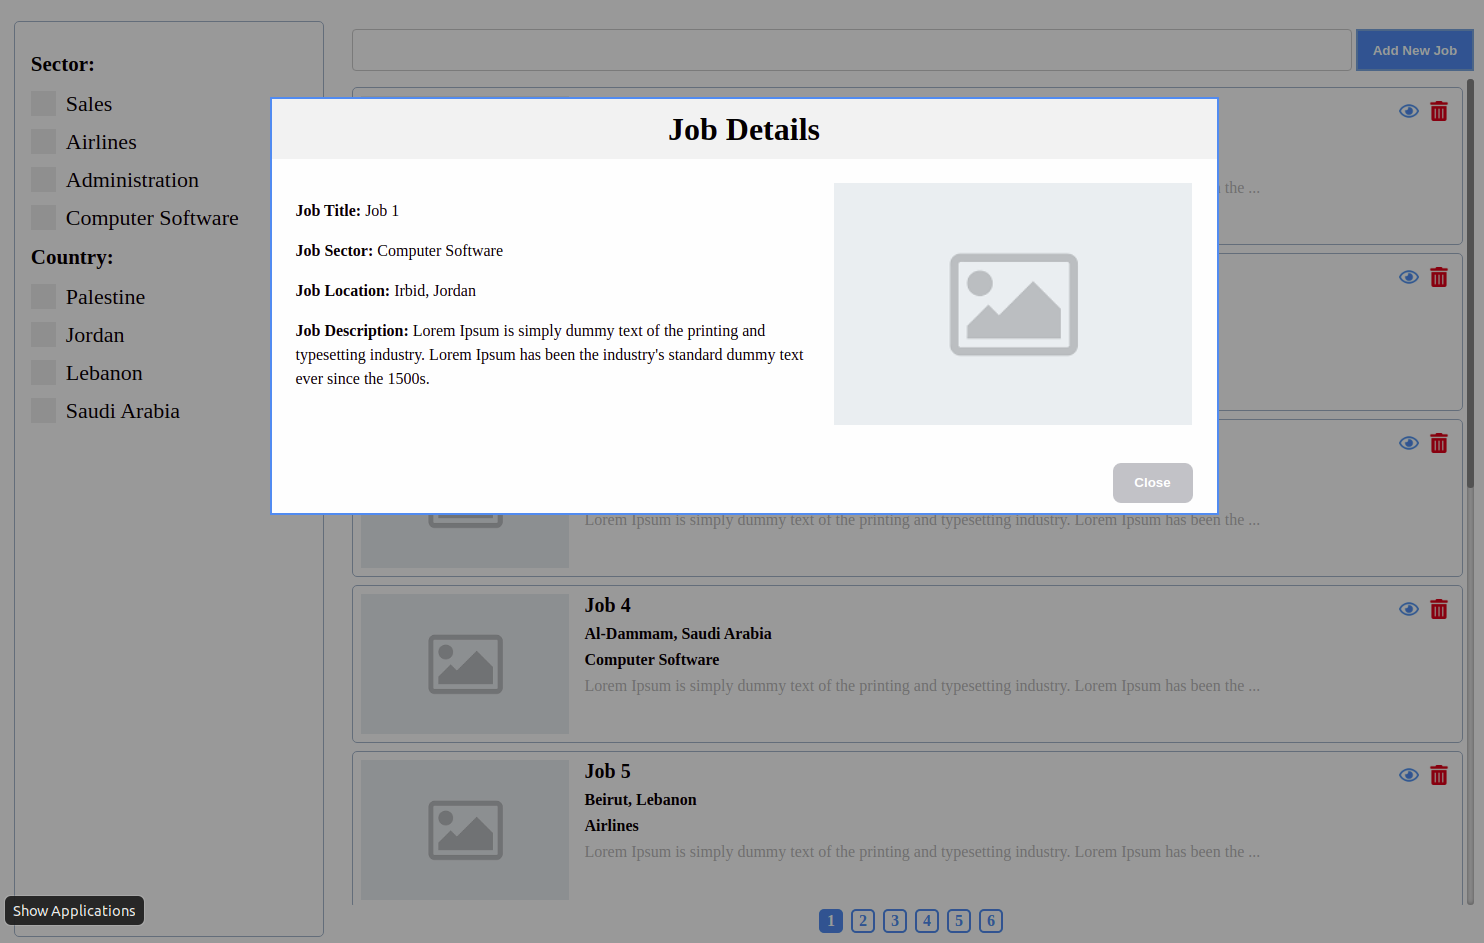 Sector:
Sales
Airlines
Administration
Computer Software
Country:
Palestine
Jordan
Lebanon
Saudi Arabia
Add New Job
the ...
Job Details
Job Title: Job 1
Job Sector: Computer Software
Job Location: Irbid, Jordan
Job Description: Lorem Ipsum is simply dummy text of the printing and
typesetting industry. Lorem Ipsum has been the industry's standard dummy text
ever since the 1500s.
Close
Lorem Ipsum is simply dummy text of the printing and typesetting industry. Lorem Ipsum has been the ...
Job 4
Al-Dammam, Saudi Arabia
Computer Software
Lorem Ipsum is simply dummy text of the printing and typesetting industry. Lorem Ipsum has been the ...
Job 5
Beirut, Lebanon
Airlines
Lorem Ipsum is simply dummy text of the printing and typesetting industry. Lorem Ipsum has been the ...
Show Applications
1 2 3 4 5 6